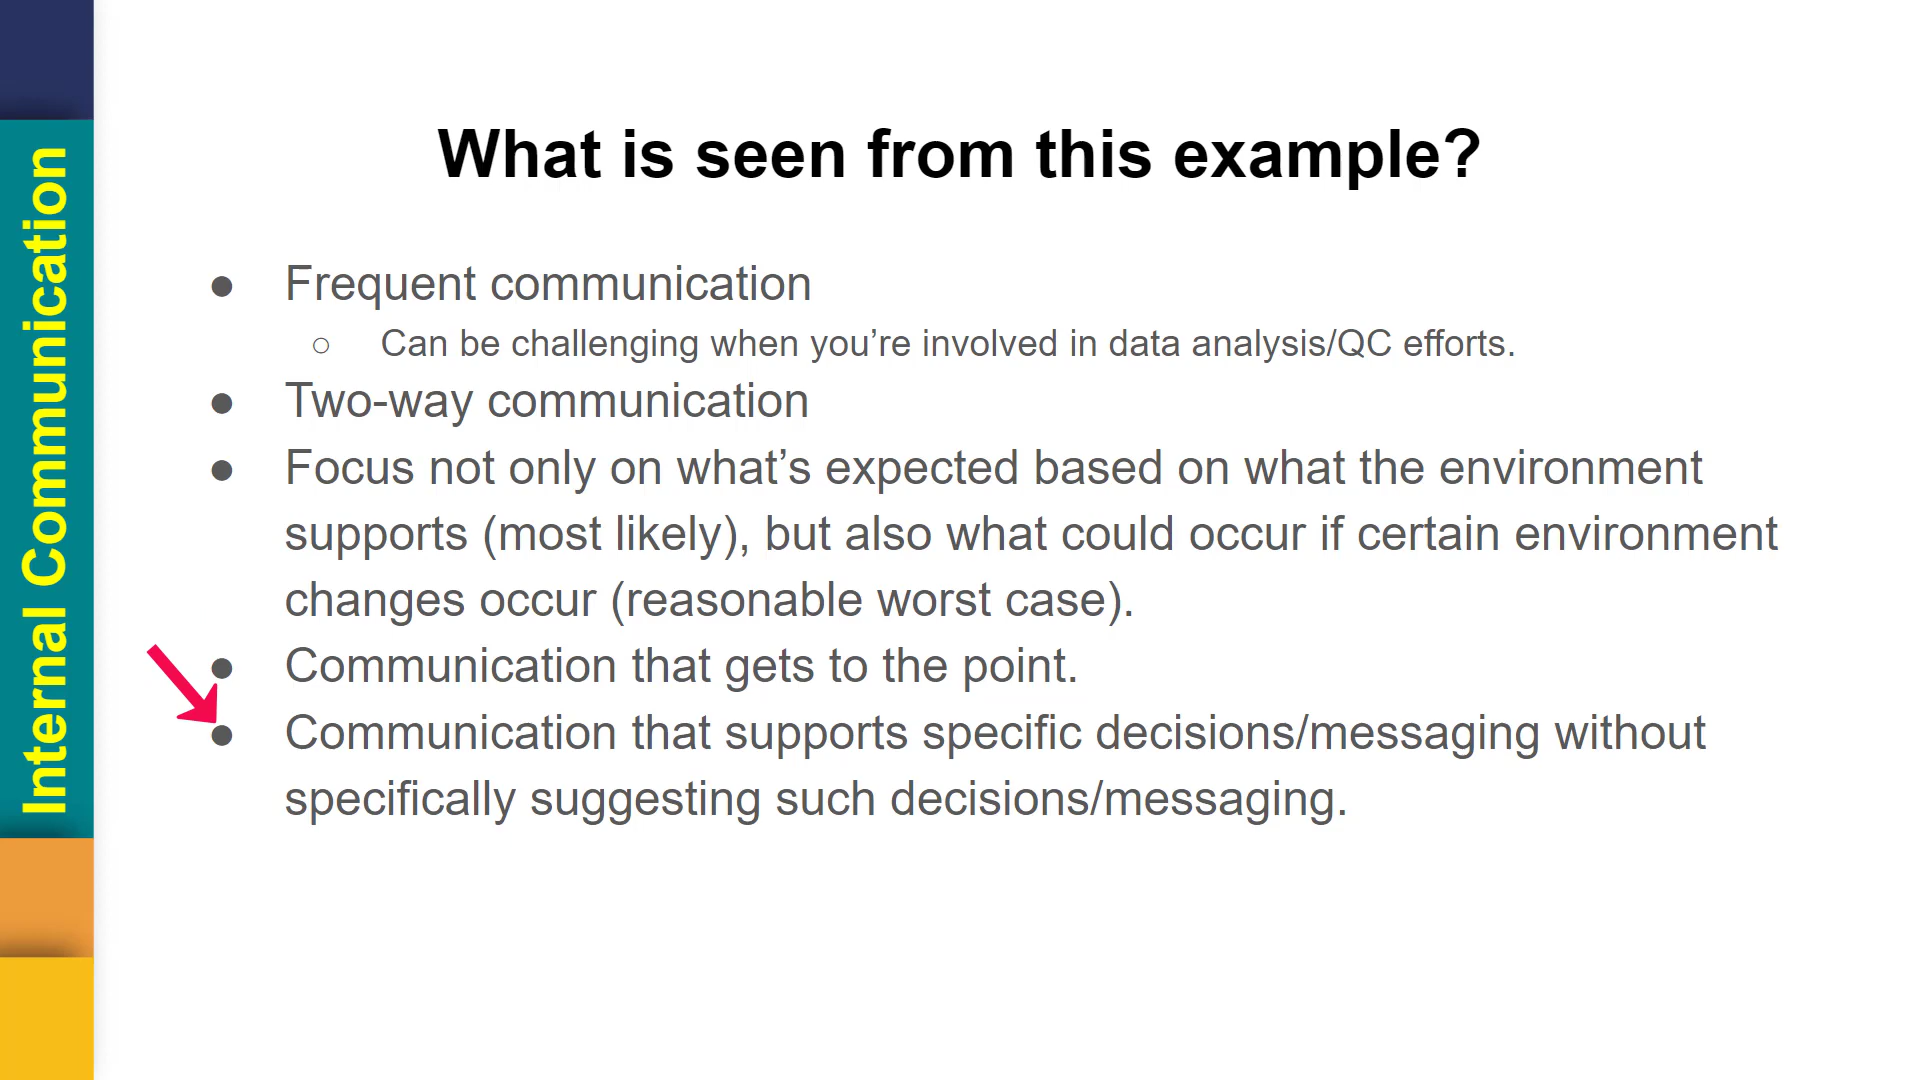 Internal Communication
What is seen from this example?
● Frequent communication
○ Can be challenging when you’re involved in data analysis/QC efforts.
● Two-way communication
● Focus not only on what’s expected based on what the environment
supports (most likely), but also what could occur if certain environment
changes occur (reasonable worst case).
● Communication that gets to the point.
● Communication that supports specific decisions/messaging without
specifically suggesting such decisions/messaging.